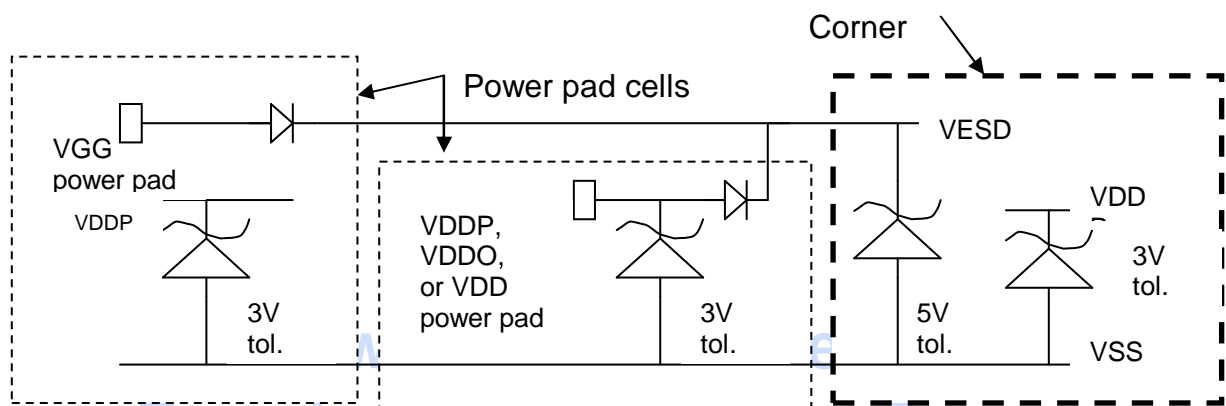 Corner
Power pad cells
VGG
power pad
VESD
VDDP
VDDP,
VDDO,
or VDD
power pad
VDD
3V
tol.
3V
tol.
3V
tol.
5V
tol.
VSS